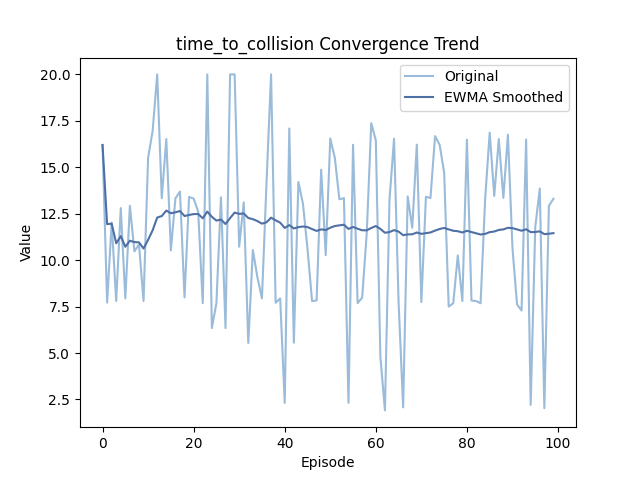 time_to_collision Convergence Trend
Original
EWMA Smoothed
Value
20.0
17.5
15.0
12.5
10.0
7.5
5.0
2.5
0 20 40 60 80 100
Episode